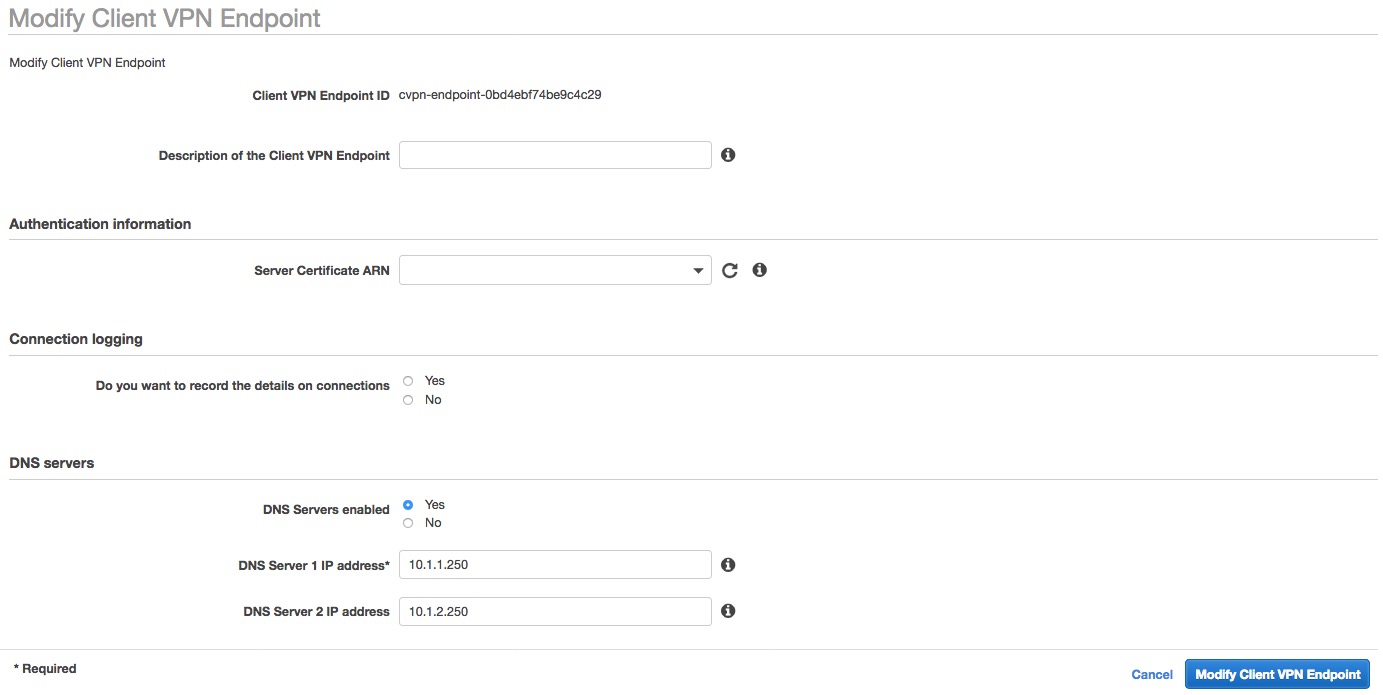 Modify Client VPN Endpoint
Modify Client VPN Endpoint
Client VPN Endpoint ID cvpn-endpoint-0bd4ebf74be9c4c29
Description of the Client VPN Endpoint
Authentication information
Server Certificate ARN
Connection logging
Do you want to record the details on connections Yes
No
DNS servers
DNS Servers enabled Yes
No
DNS Server 1 IP address* 10.1.1.250
DNS Server 2 IP address 10.1.2.250
* Required
Cancel Modify Client VPN Endpoint